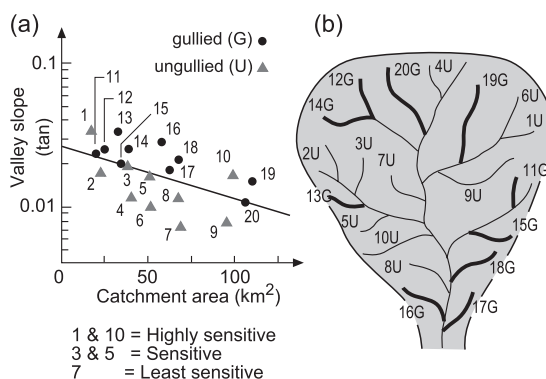 (a)
gullied (G)
ungullied (U)
0.1
0.01
Valley slope
(tan)
11
12
13
15
1
14
16
18
2
3
17
10
19
4
5
8
6
7
9
20
0
50
100
Catchment area (km²)
1 & 10 = Highly sensitive
3 & 5 = Sensitive
7 = Least sensitive
(b)
12G
20G
4U
19G
14G
6U
1U
3U
2U
7U
11G
13G
9U
5U
15G
10U
8U
18G
16G
17G